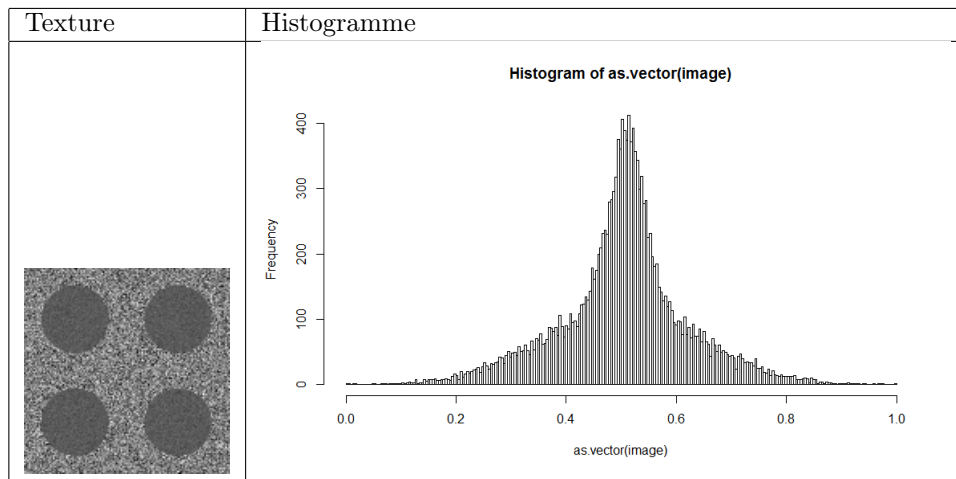 Texture
Histogramme
Histogram of as.vector(image)
Frequency
400
300
200
100
0
0.0 0.2 0.4 0.6 0.8 1.0
as.vector(image)